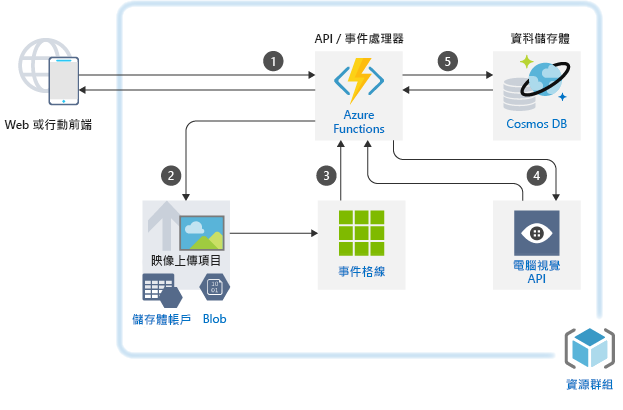 API / 事件處理器
資料儲存體
1
5
Azure
Functions
Cosmos DB
Web 或行動前端
2
3
4
映像上傳項目
事件格線
電腦視覺
API
10
01
儲存體帳戶
Blob
資源群組